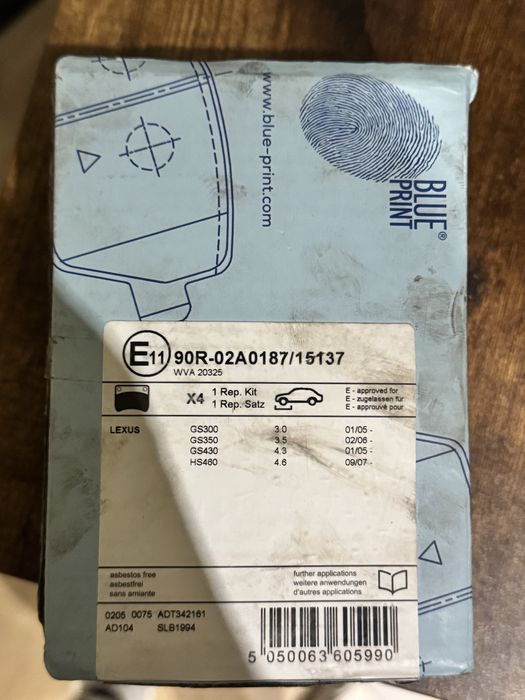 www.blue-print.com
BLUE
PRINT®
E11 90R-02A0187/15137
WVA 20325
X4
1 Rep. Kit
1 Rep. Satz
E - approved for
E - zugelassen für
E - approuvé pour
LEXUS GS300 3.0 01/05 -
GS350 3.5 02/06 -
GS430 4.3 01/05 -
HS460 4.6 09/07 -
asbestos free
asbestfrei
sans amiante
further applications
weitere anwendungen
d'autres applications
0205 0075 ADT342161
AD104 SLB1994
5 050063 605990